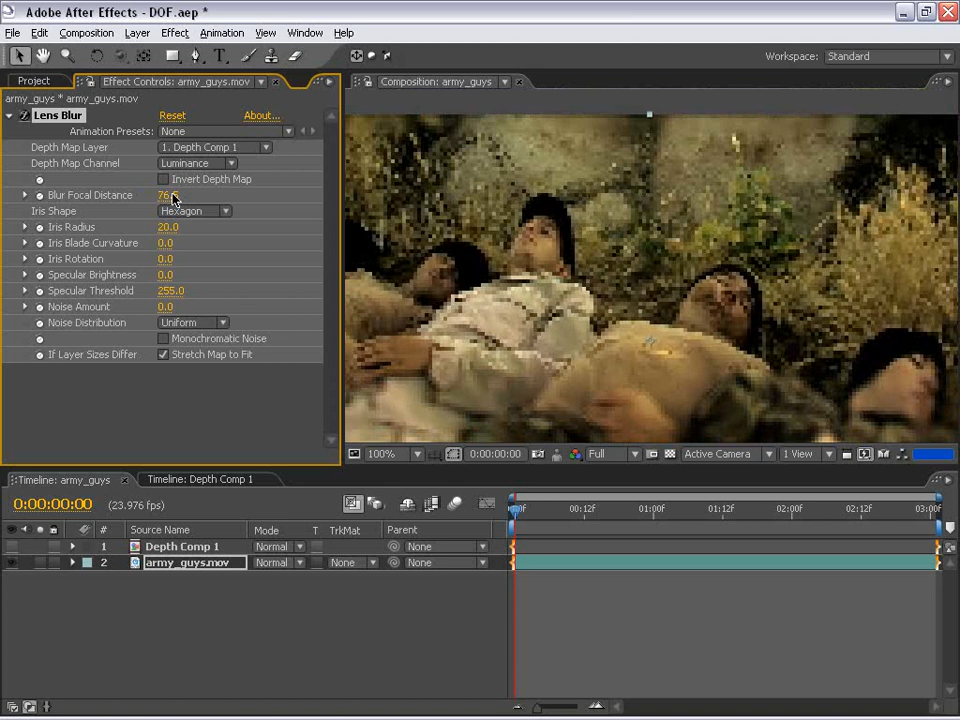 Adobe After Effects - DOF.aep *
File Edit Composition Layer Effect Animation View Window Help
Workspace: Standard
Project
Effect Controls: army_guys.mov
army_guys * army_guys.mov
Lens Blur Reset About...
Animation Presets: None
Depth Map Layer 1. Depth Comp 1
Depth Map Channel Luminance
Invert Depth Map
Blur Focal Distance
Iris Shape Hexagon
Iris Radius 20.0
Iris Blade Curvature 0.0
Iris Rotation 0.0
Specular Brightness 0.0
Specular Threshold 255.0
Noise Amount 0.0
Noise Distribution Uniform
Monochromatic Noise
If Layer Sizes Differ Stretch Map to Fit
Composition: army_guys
100% 0:00:00:00 Full Active Camera 1 View
Timeline: army_guys Timeline: Depth Comp 1
0:00:00:00 (23.976 fps)
00:12F 01:00F 01:12F 02:00F 02:12F 03:00F
# Source Name Mode T TrkMat Parent
1 Depth Comp 1 Normal None
2 army_guys.mov Normal None None